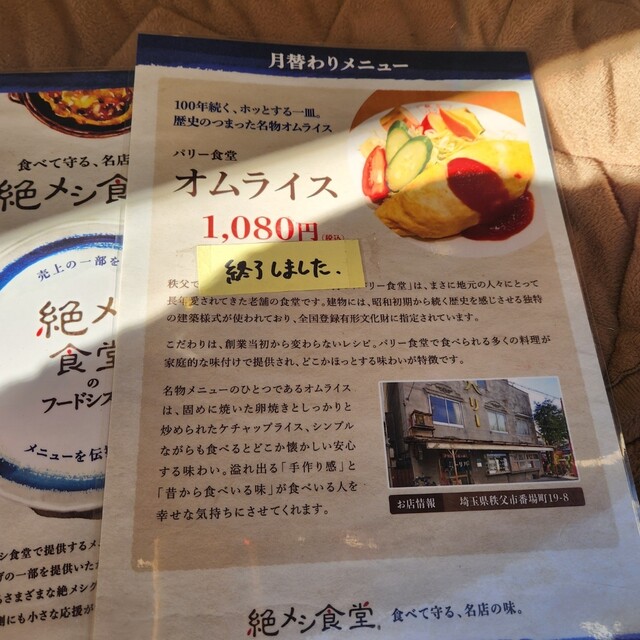 月替わりメニュー
100年続く、ホッとする一皿。
歴史のつまった名物オムライス
パリー食堂
オムライス
1,080円(税込)
終了しました.
秩父で
パリー食堂」は、まさに地元の人々にとって
長年愛されてきた老舗の食堂です。建物には、昭和初期から続く歴史を感じさせる独特
の建築様式が使われており、全国登録有形文化財に指定されています。
こだわりは、創業当初から変わらないレシピ。パリー食堂で食べられる多くの料理が
家庭的な味付けで提供され、どこかほっとする味わいが特徴です。
名物メニューのひとつであるオムライス
は、固めに焼いた卵焼きとしっかりと
炒められたケチャップライス、シンプル
ながらも食べるとどこか懐かしい安心
する味わい。溢れ出る「手作り感」と
「昔から食べいる味」が食べいる人を
幸せな気持ちにさせてくれます。
パリー
お店情報 埼玉県秩父市番場町19-8
絶メシ食堂 食べて守る、名店の味。
食べて守る、名店
絶メシ食
売上の一部を
絶メシ
食堂
の
フードシス
メニューを伝
シ食堂で提供するメ
げの一部を提供いた
さまざまな絶メシ
にも小さな応援が